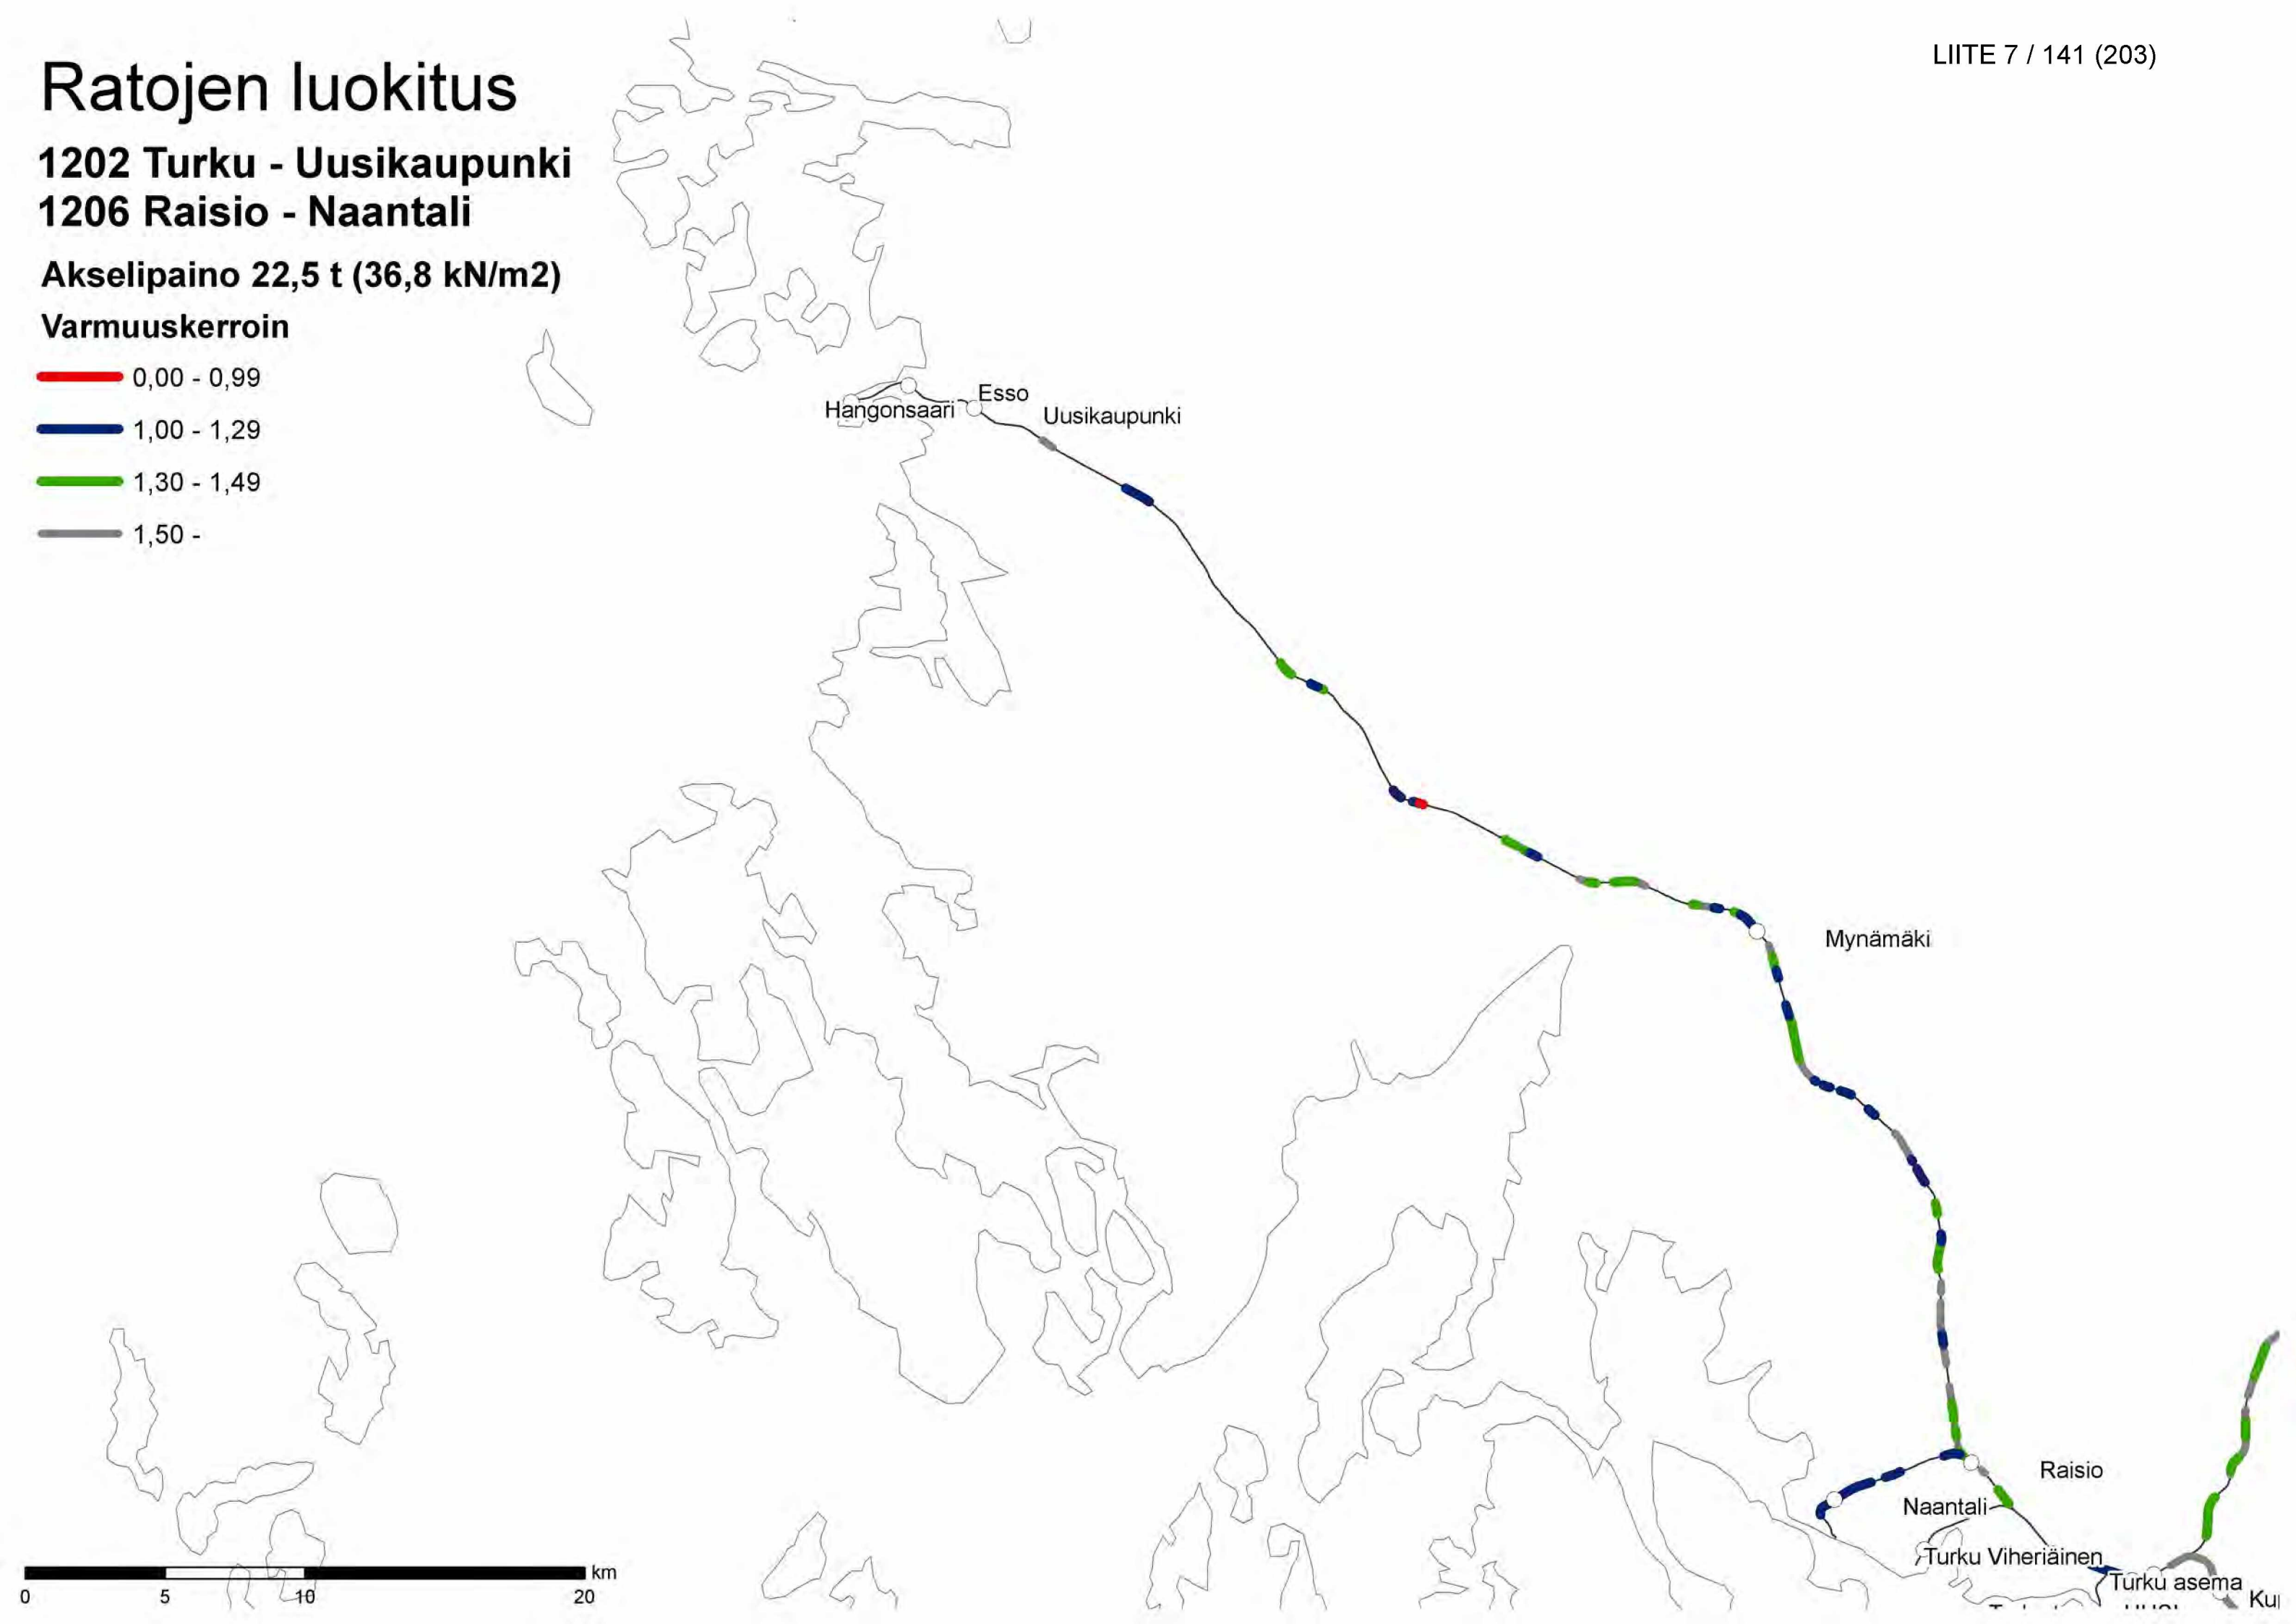 LIITE 7 / 141 (203)
Ratojen luokitus
1202 Turku - Uusikaupunki
1206 Raisio - Naantali
Akselipaino 22,5 t (36,8 kN/m2)
Varmuuskerroin
0,00 - 0,99
1,00 - 1,29
1,30 - 1,49
1,50 -
Esso
Hangonsaari
Uusikaupunki
Mynämäki
Raisio
Naantali
Turku Viheriäinen
Turku asema
km
0 5 10 20